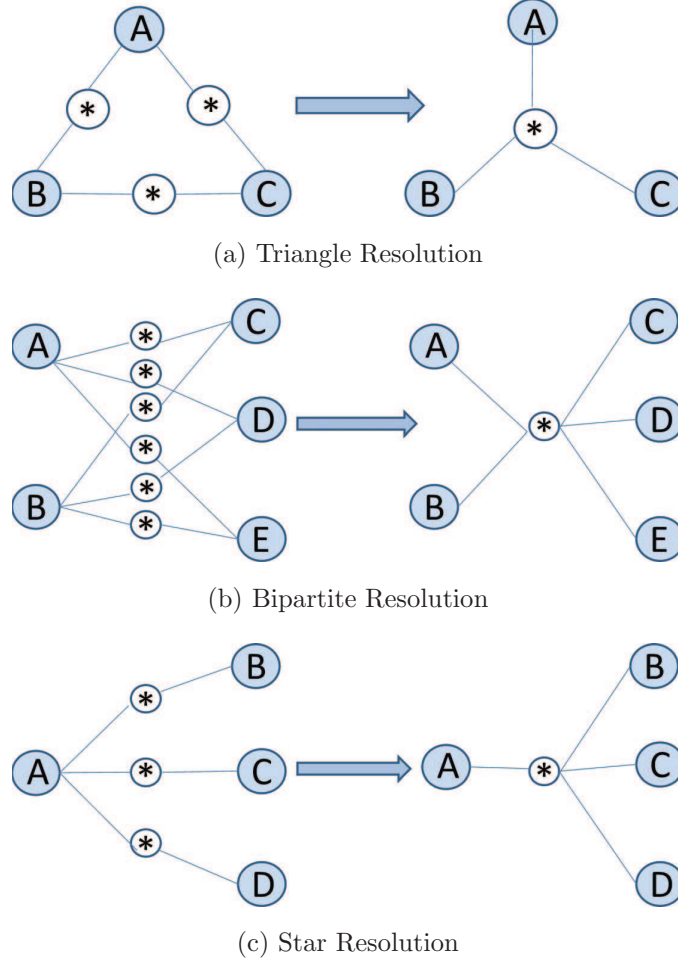 A A
* *
*
B * C B C
(a) Triangle Resolution
C C
A * A
*
* D * D
*
B * B
* E E
(b) Bipartite Resolution
B B
*
A * C A * C
*
D D
(c) Star Resolution